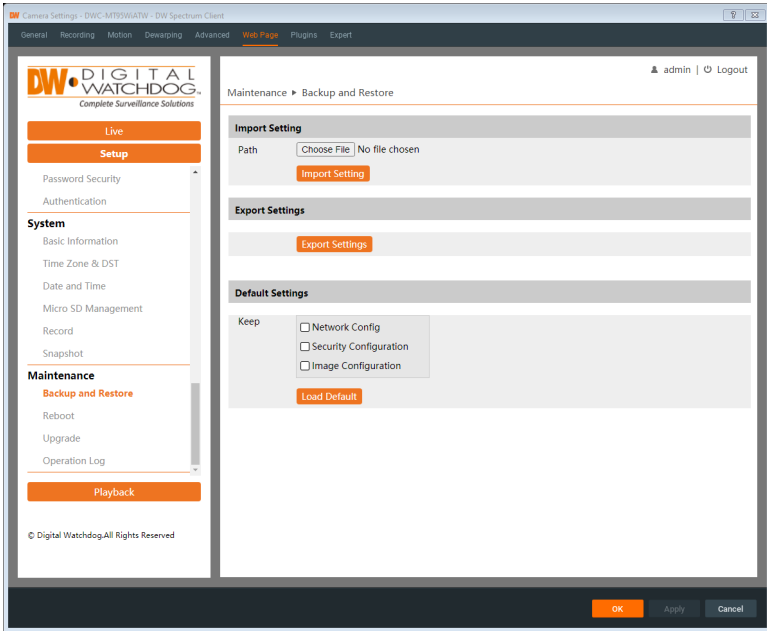 DW Camera Settings - DWC-MT95WiATW - DW Spectrum Client
General Recording Motion Dewarping Advanced Web Page Plugins Expert
DW DIGITAL WATCHDOG
Complete Surveillance Solutions
Live
Setup
Password Security
Authentication
System
Basic Information
Time Zone & DST
Date and Time
Micro SD Management
Record
Snapshot
Maintenance
Backup and Restore
Reboot
Upgrade
Operation Log
Playback
© Digital Watchdog.All Rights Reserved
admin | Logout
Maintenance ▶ Backup and Restore
Import Setting
Path Choose File No file chosen
Import Setting
Export Settings
Export Settings
Default Settings
Keep
Network Config
Security Configuration
Image Configuration
Load Default
OK Apply Cancel